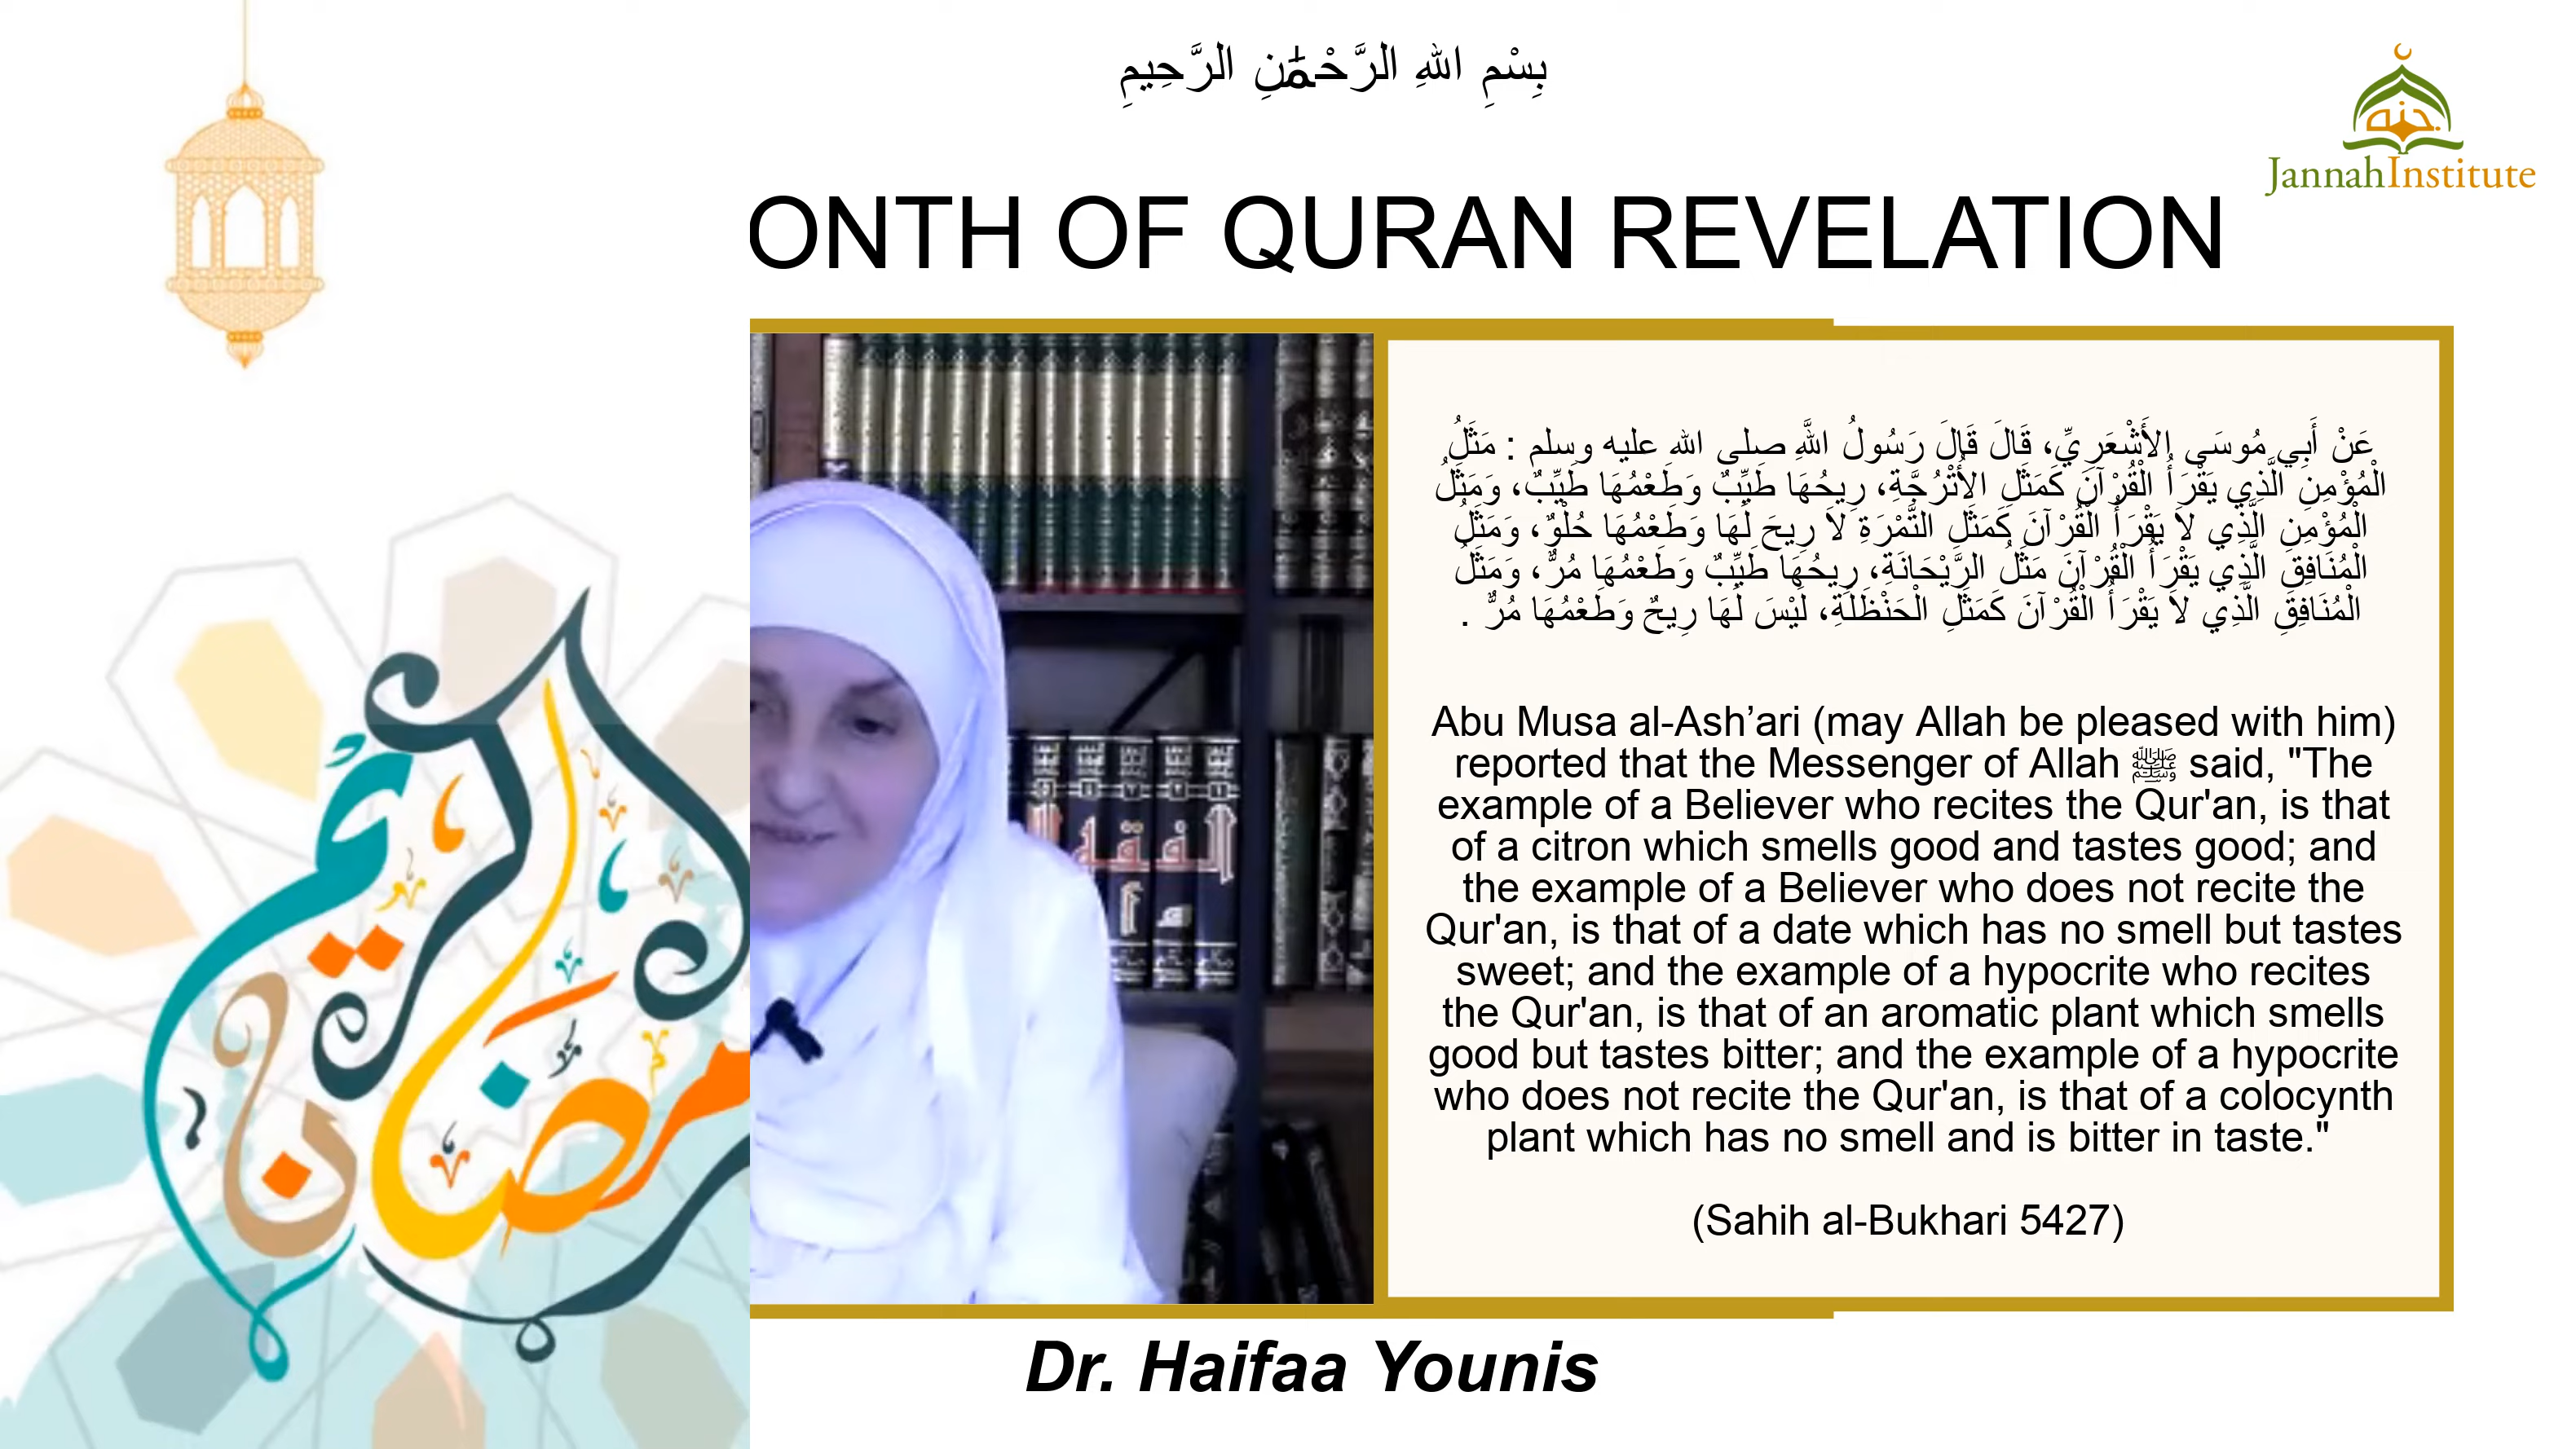 بِسْمِ اللهِ الرَّحْمَٰنِ الرَّحِيمِ
جنة
JannahInstitute
ONTH OF QURAN REVELATION
عَنْ أَبِي مُوسَى الأَشْعَرِيِّ، قَالَ قَالَ رَسُولُ اللَّهِ صلى الله عليه وسلم : مَثَلُ
الْمُؤْمِنِ الَّذِي يَقْرَأُ الْقُرْآنَ كَمَثَلِ الأُتْرُجَّةِ، رِيحُهَا طَيِّبٌ وَطَعْمُهَا طَيِّبٌ، وَمَثَلُ
الْمُؤْمِنِ الَّذِي لاَ يَقْرَأُ الْقُرْآنَ كَمَثَلِ التَّمْرَةِ لاَ رِيحَ لَهَا وَطَعْمُهَا حُلْوٌ، وَمَثَلُ
الْمُنَافِقِ الَّذِي يَقْرَأُ الْقُرْآنَ مَثَلُ الرَّيْحَانَةِ، رِيحُهَا طَيِّبٌ وَطَعْمُهَا مُرٌّ، وَمَثَلُ
الْمُنَافِقِ الَّذِي لاَ يَقْرَأُ الْقُرْآنَ كَمَثَلِ الْحَنْظَلَةِ، لَيْسَ لَهَا رِيحٌ وَطَعْمُهَا مُرٌّ .
Abu Musa al-Ash’ari (may Allah be pleased with him)
reported that the Messenger of Allah ﷺ said, "The
example of a Believer who recites the Qur'an, is that
of a citron which smells good and tastes good; and
the example of a Believer who does not recite the
Qur'an, is that of a date which has no smell but tastes
sweet; and the example of a hypocrite who recites
the Qur'an, is that of an aromatic plant which smells
good but tastes bitter; and the example of a hypocrite
who does not recite the Qur'an, is that of a colocynth
plant which has no smell and is bitter in taste."
(Sahih al-Bukhari 5427)
الفقه
رمضان
الكريم
Dr. Haifaa Younis